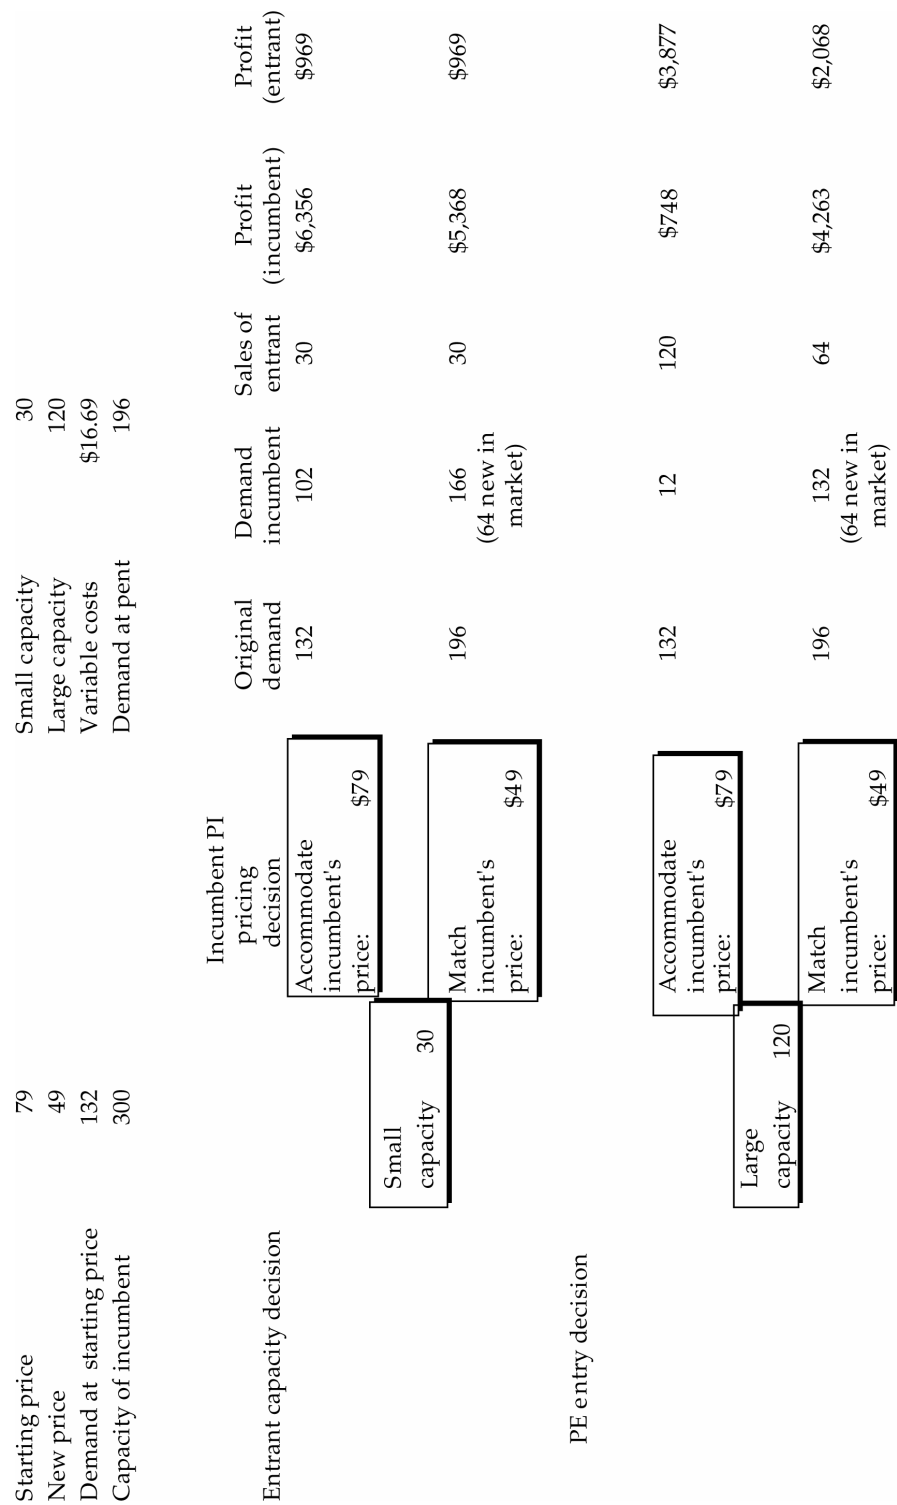 Starting price 79 Small capacity 30
New price 49 Large capacity 120
Demand at starting price 132 Variable costs $16.69
Capacity of incumbent 300 Demand at pent 196
Incumbent PI
pricing Original Demand Sales of Profit Profit
Entrant capacity decision decision demand incumbent entrant (incumbent) (entrant)
Accommodate 132 102 30 $6,356 $969
incumbent's
price: $79
Small
capacity 30
Match 196 166 30 $5,368 $969
incumbent's (64 new in
price: $49 market)
PE entry decision
Accommodate 132 12 120 $748 $3,877
incumbent's
price: $79
Large
capacity 120
Match 196 132 64 $4,263 $2,068
incumbent's (64 new in
price: $49 market)